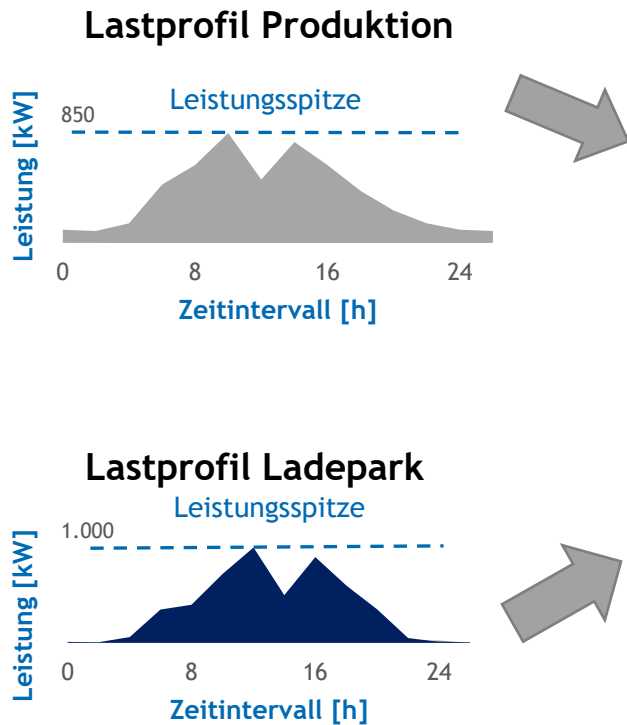 Lastprofil Produktion
Leistungsspitze
850
Leistung [kW]
0 8 16 24
Zeitintervall [h]
Lastprofil Ladepark
Leistungsspitze
1.000
Leistung [kW]
0 8 16 24
Zeitintervall [h]